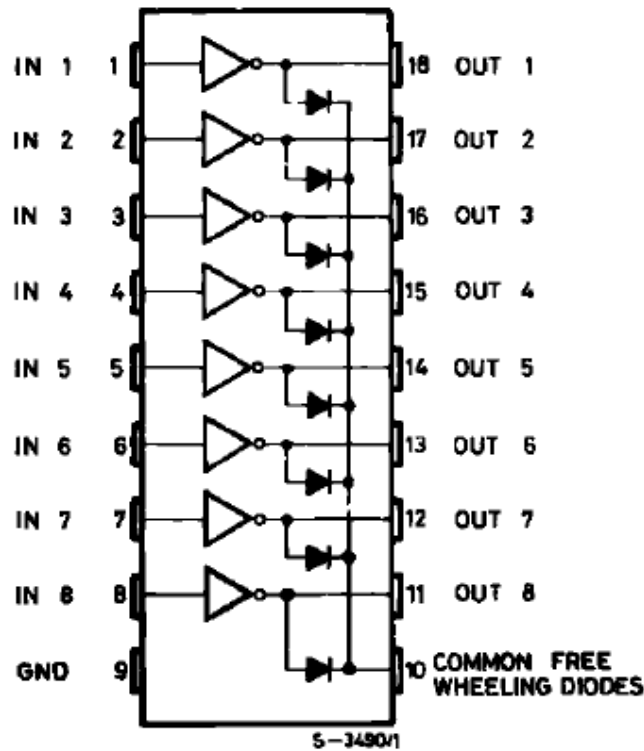 IN 1 1 18 OUT 1
IN 2 2 17 OUT 2
IN 3 3 16 OUT 3
IN 4 4 15 OUT 4
IN 5 5 14 OUT 5
IN 6 6 13 OUT 6
IN 7 7 12 OUT 7
IN 8 8 11 OUT 8
GND 9 10 COMMON FREE
WHEELING DIODES
S-3490/1